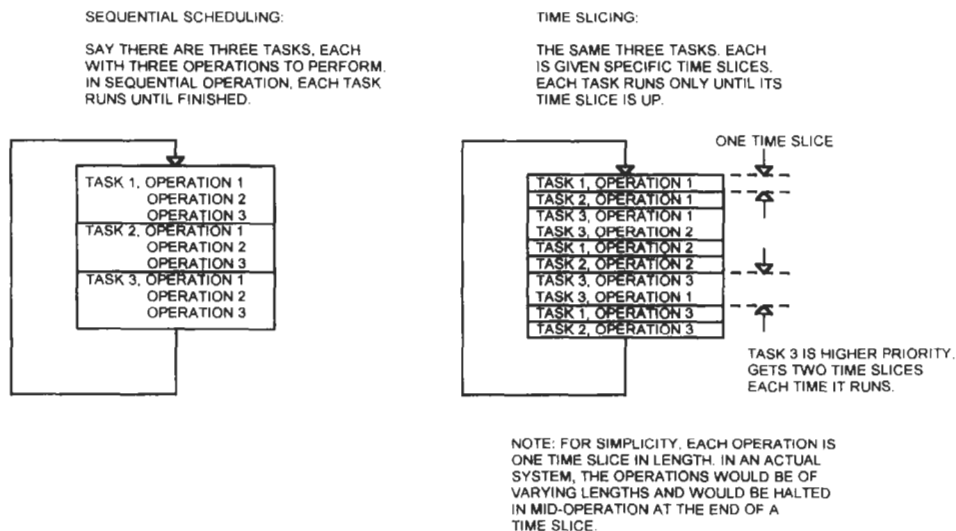 SEQUENTIAL SCHEDULING:
SAY THERE ARE THREE TASKS, EACH
WITH THREE OPERATIONS TO PERFORM.
IN SEQUENTIAL OPERATION, EACH TASK
RUNS UNTIL FINISHED.
TASK 1, OPERATION 1
OPERATION 2
OPERATION 3
TASK 2, OPERATION 1
OPERATION 2
OPERATION 3
TASK 3, OPERATION 1
OPERATION 2
OPERATION 3
TIME SLICING:
THE SAME THREE TASKS. EACH
IS GIVEN SPECIFIC TIME SLICES.
EACH TASK RUNS ONLY UNTIL ITS
TIME SLICE IS UP.
ONE TIME SLICE
TASK 1, OPERATION 1
TASK 2, OPERATION 1
TASK 3, OPERATION 1
TASK 3, OPERATION 2
TASK 1, OPERATION 2
TASK 2, OPERATION 2
TASK 3, OPERATION 3
TASK 3, OPERATION 1
TASK 1, OPERATION 3
TASK 2, OPERATION 3
TASK 3 IS HIGHER PRIORITY.
GETS TWO TIME SLICES
EACH TIME IT RUNS.
NOTE: FOR SIMPLICITY, EACH OPERATION IS
ONE TIME SLICE IN LENGTH. IN AN ACTUAL
SYSTEM, THE OPERATIONS WOULD BE OF
VARYING LENGTHS AND WOULD BE HALTED
IN MID-OPERATION AT THE END OF A
TIME SLICE.